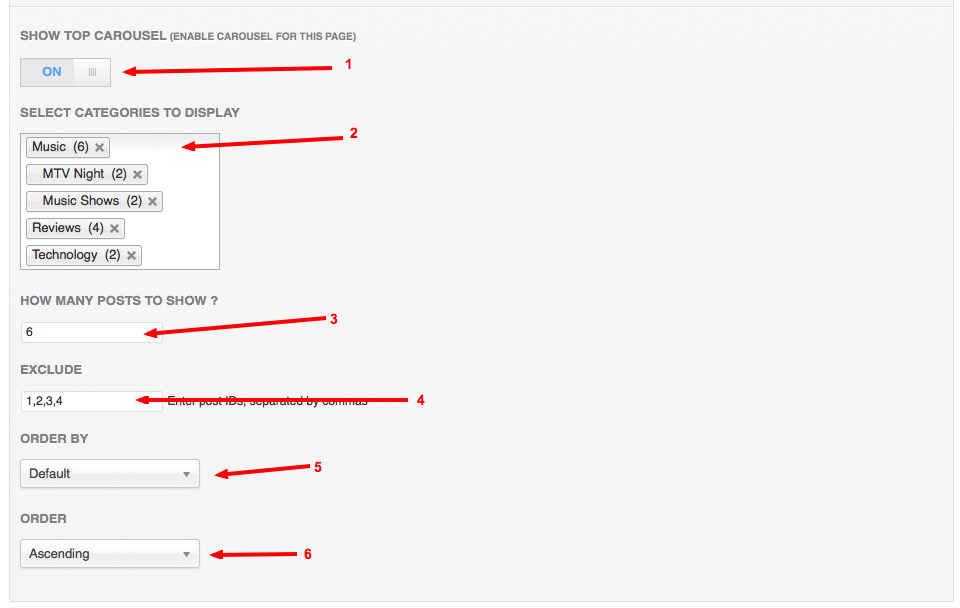 SHOW TOP CAROUSEL (ENABLE CAROUSEL FOR THIS PAGE)
ON
1
SELECT CATEGORIES TO DISPLAY
2
Music (6)
MTV Night (2)
Music Shows (2)
Reviews (4)
Technology (2)
HOW MANY POSTS TO SHOW ?
6
3
EXCLUDE
1,2,3,4 Enter post IDs, separated by commas 4
ORDER BY
Default
5
ORDER
Ascending
6